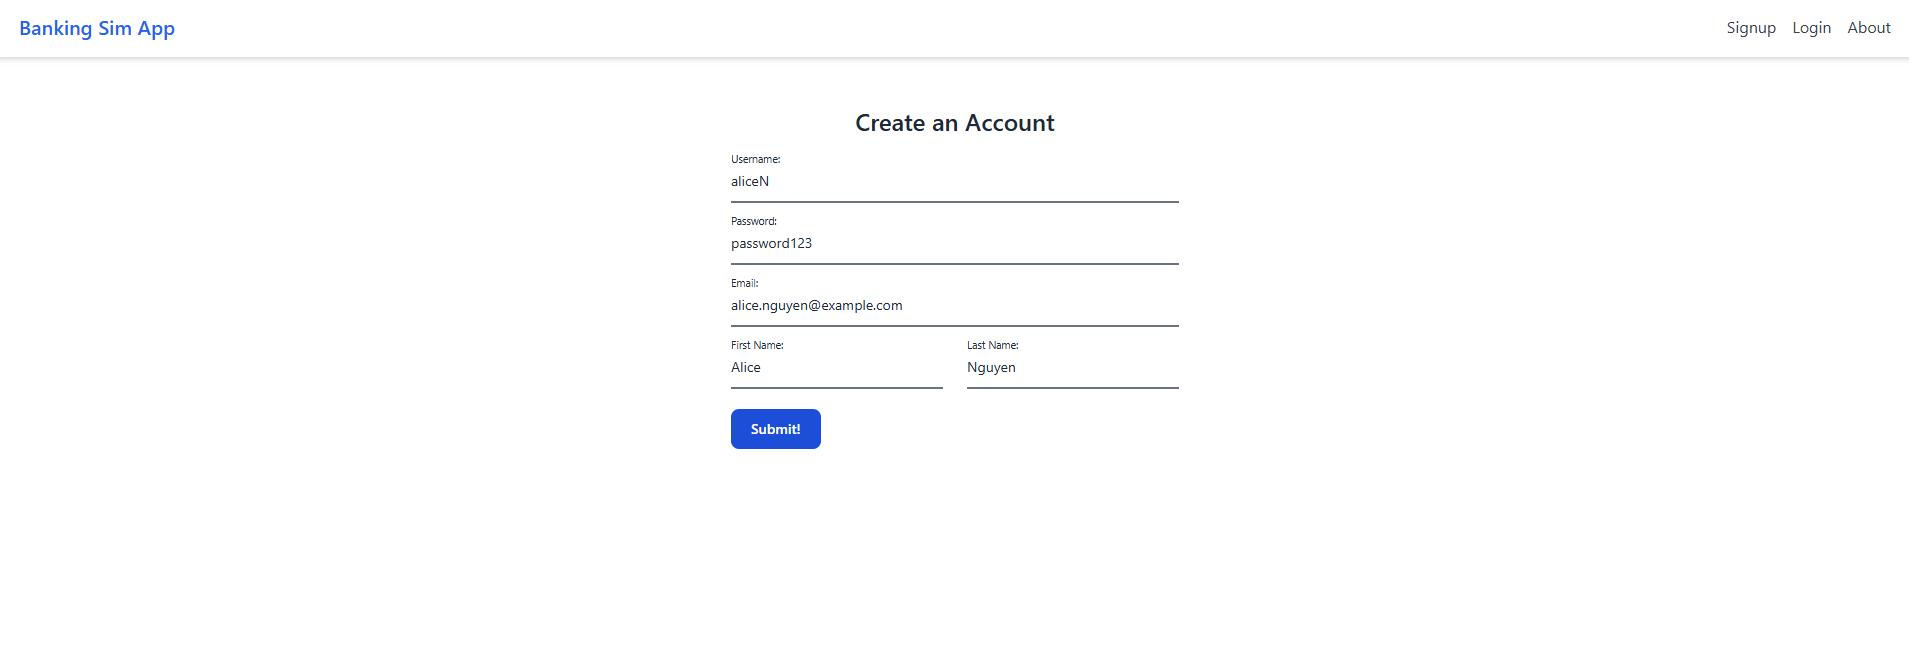 Banking Sim App Signup Login About
Create an Account
Username:
aliceN
Password:
password123
Email:
alice.nguyen@example.com
First Name: Last Name:
Alice Nguyen
Submit!